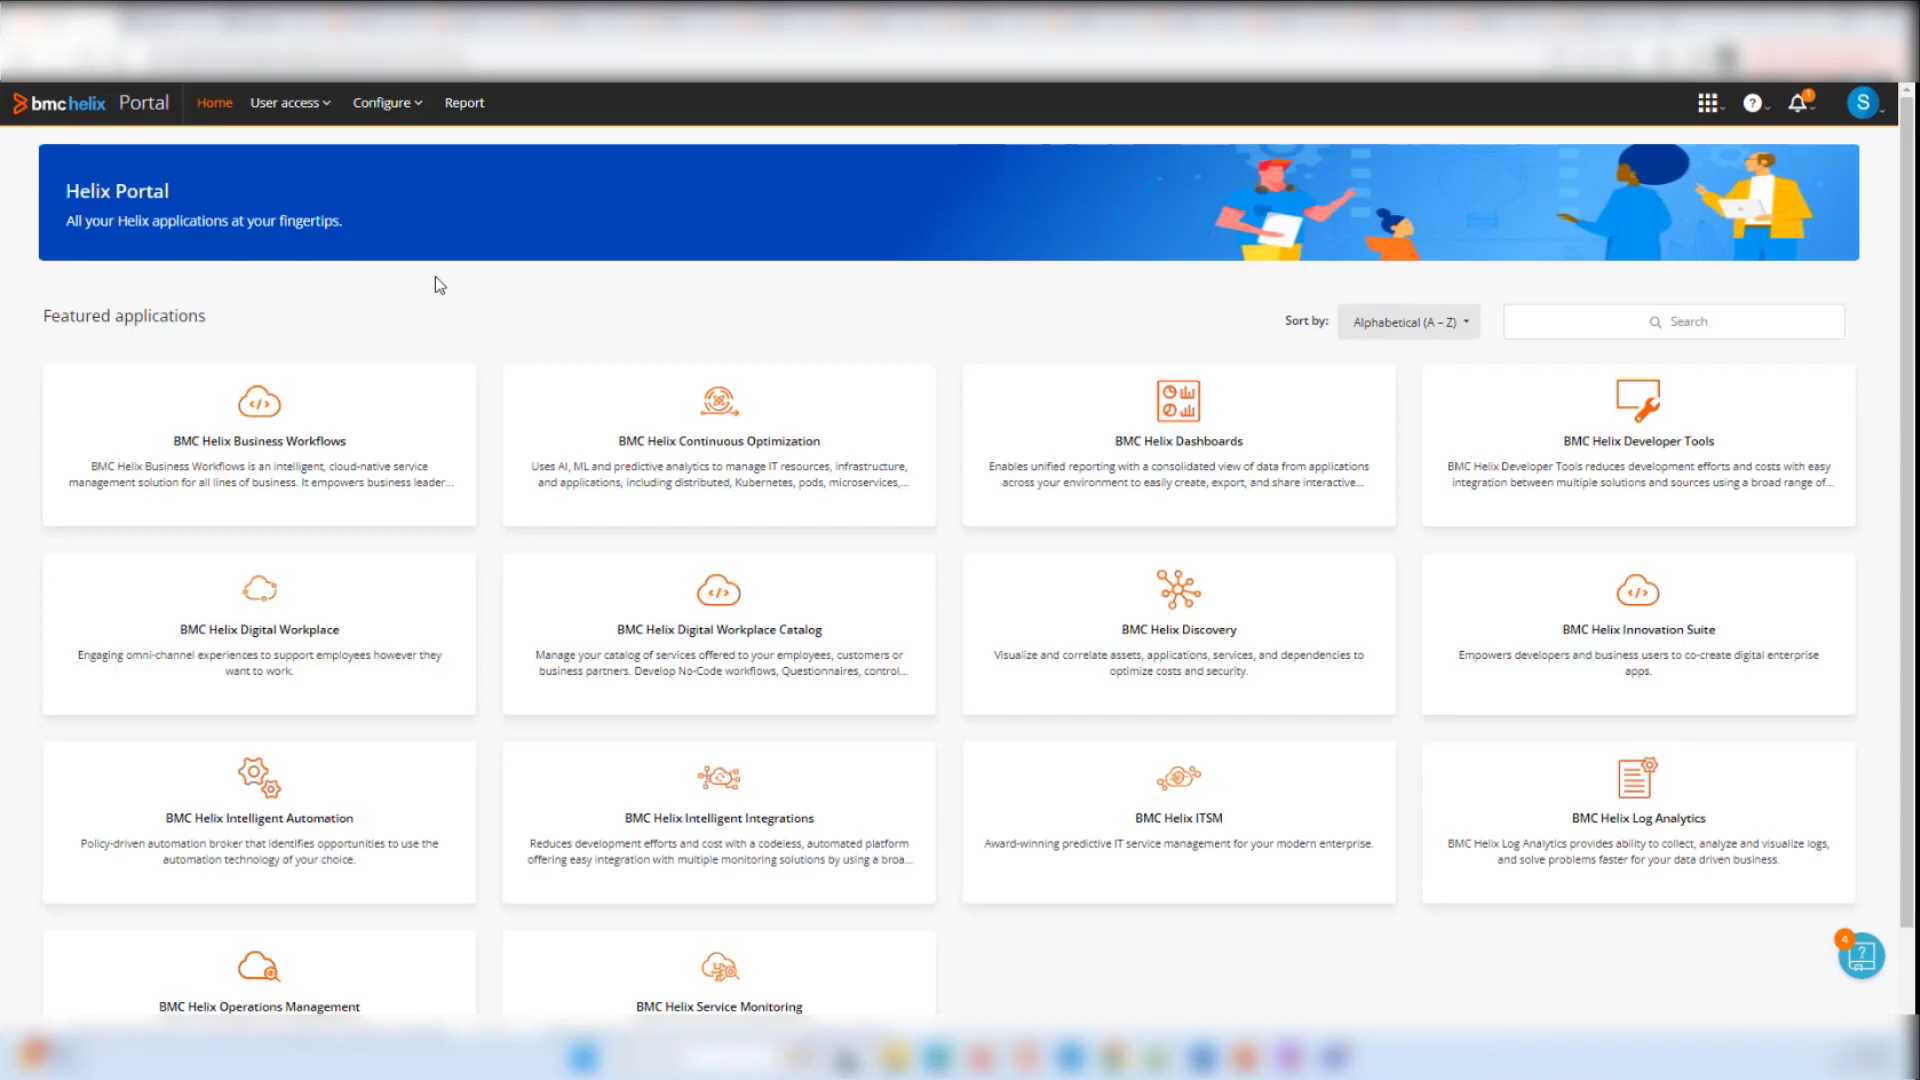 bmchelix Portal Home User access Configure Report
? 1 S
Helix Portal
All your Helix applications at your fingertips.
Featured applications
Sort by: Alphabetical (A – Z) Search
BMC Helix Business Workflows
BMC Helix Business Workflows is an intelligent, cloud-native service
management solution for all lines of business. It empowers business leader...
BMC Helix Continuous Optimization
Uses AI, ML and predictive analytics to manage IT resources, infrastructure,
and applications, including distributed, Kubernetes, pods, microservices,...
BMC Helix Dashboards
Enables unified reporting with a consolidated view of data from applications
across your environment to easily create, export, and share interactive...
BMC Helix Developer Tools
BMC Helix Developer Tools reduces development efforts and costs with easy
integration between multiple solutions and sources using a broad range of...
BMC Helix Digital Workplace
Engaging omni-channel experiences to support employees however they
want to work.
BMC Helix Digital Workplace Catalog
Manage your catalog of services offered to your employees, customers or
business partners. Develop No-Code workflows, Questionnaires, control...
BMC Helix Discovery
Visualize and correlate assets, applications, services, and dependencies to
optimize costs and security.
BMC Helix Innovation Suite
Empowers developers and business users to co-create digital enterprise
apps.
BMC Helix Intelligent Automation
Policy-driven automation broker that identifies opportunities to use the
automation technology of your choice.
BMC Helix Intelligent Integrations
Reduces development efforts and cost with a codeless, automated platform
offering easy integration with multiple monitoring solutions by using a broa...
BMC Helix ITSM
Award-winning predictive IT service management for your modern enterprise.
BMC Helix Log Analytics
BMC Helix Log Analytics provides ability to collect, analyze and visualize logs,
and solve problems faster for your data driven business.
4
?
BMC Helix Operations Management
BMC Helix Service Monitoring